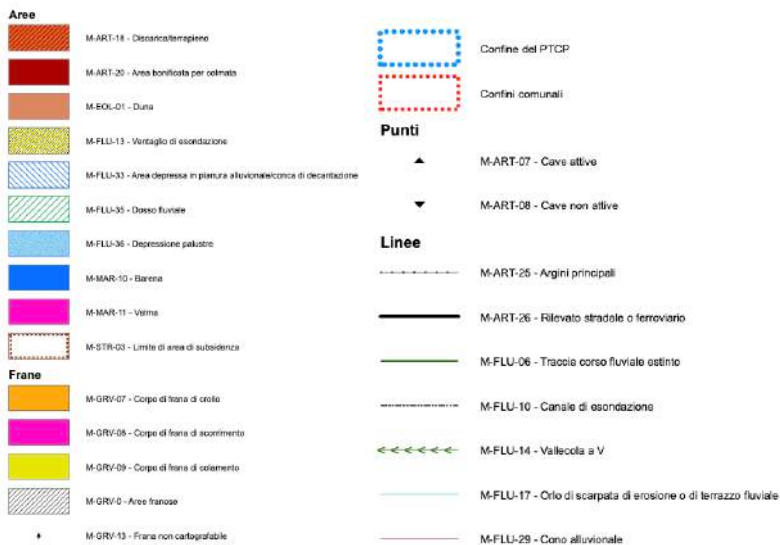 Aree
M-ART-18 - Discarica/terrapieno
M-ART-20 - Area bonificata per colmata
M-EOL-01 - Duna
M-FLU-13 - Ventaglio di esondazione
M-FLU-33 - Area depressa in pianura alluvionale/conca di decantazione
M-FLU-35 - Dosso fluviale
M-FLU-36 - Depressione palustre
M-MAR-10 - Barena
M-MAR-11 - Velma
M-STR-03 - Limite di area di subsidenza
Frane
M-GRV-07 - Corpo di frana di crollo
M-GRV-08 - Corpo di frana di scorrimento
M-GRV-09 - Corpo di frana di colamento
M-GRV-0 - Aree franose
M-GRV-13 - Frana non cartografabile
Confine del PTCP
Confini comunali
Punti
M-ART-07 - Cave attive
M-ART-08 - Cave non attive
Linee
M-ART-25 - Argini principali
M-ART-26 - Rilevato stradale o ferroviario
M-FLU-06 - Traccia corso fluviale estinto
M-FLU-10 - Canale di esondazione
M-FLU-14 - Vallecola a V
M-FLU-17 - Orlo di scarpata di erosione o di terrazzo fluviale
M-FLU-29 - Cono alluvionale